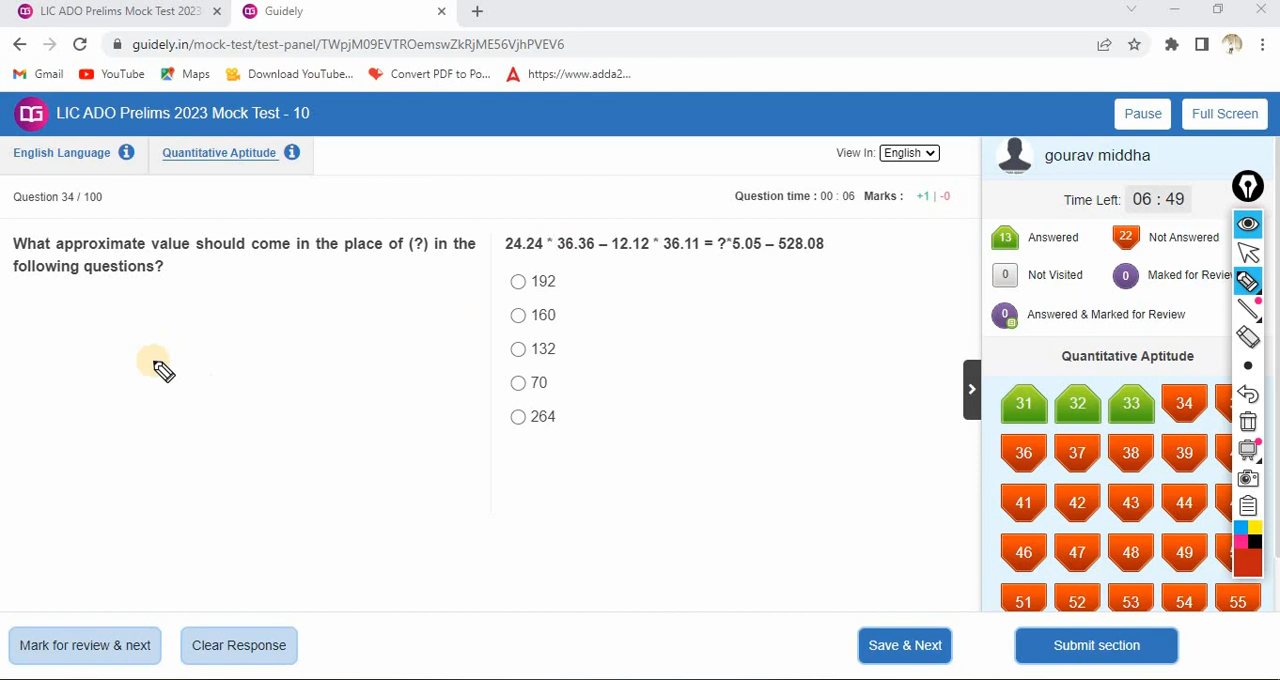 LIC ADO Prelims 2023 Mock Test
Guidely
guidely.in/mock-test/test-panel/TWpjM09EVTROemswZkRjME56VjhPVEV6
Gmail YouTube Maps Download YouTube... Convert PDF to Po... https://www.adda2...
DG LIC ADO Prelims 2023 Mock Test - 10 Pause Full Screen
English Language Quantitative Aptitude View In: English
gourav middha
Question 34 / 100 Question time : 00 : 06 Marks : +1 | -0
Time Left: 06 : 49
What approximate value should come in the place of (?) in the
following questions?
24.24 * 36.36 – 12.12 * 36.11 = ?*5.05 – 528.08
192
160
132
70
264
13 Answered 22 Not Answered
0 Not Visited 0 Maked for Revie
0 Answered & Marked for Review
Quantitative Aptitude
31 32 33 34
36 37 38 39
41 42 43 44
46 47 48 49
51 52 53 54 55
Mark for review & next Clear Response Save & Next Submit section